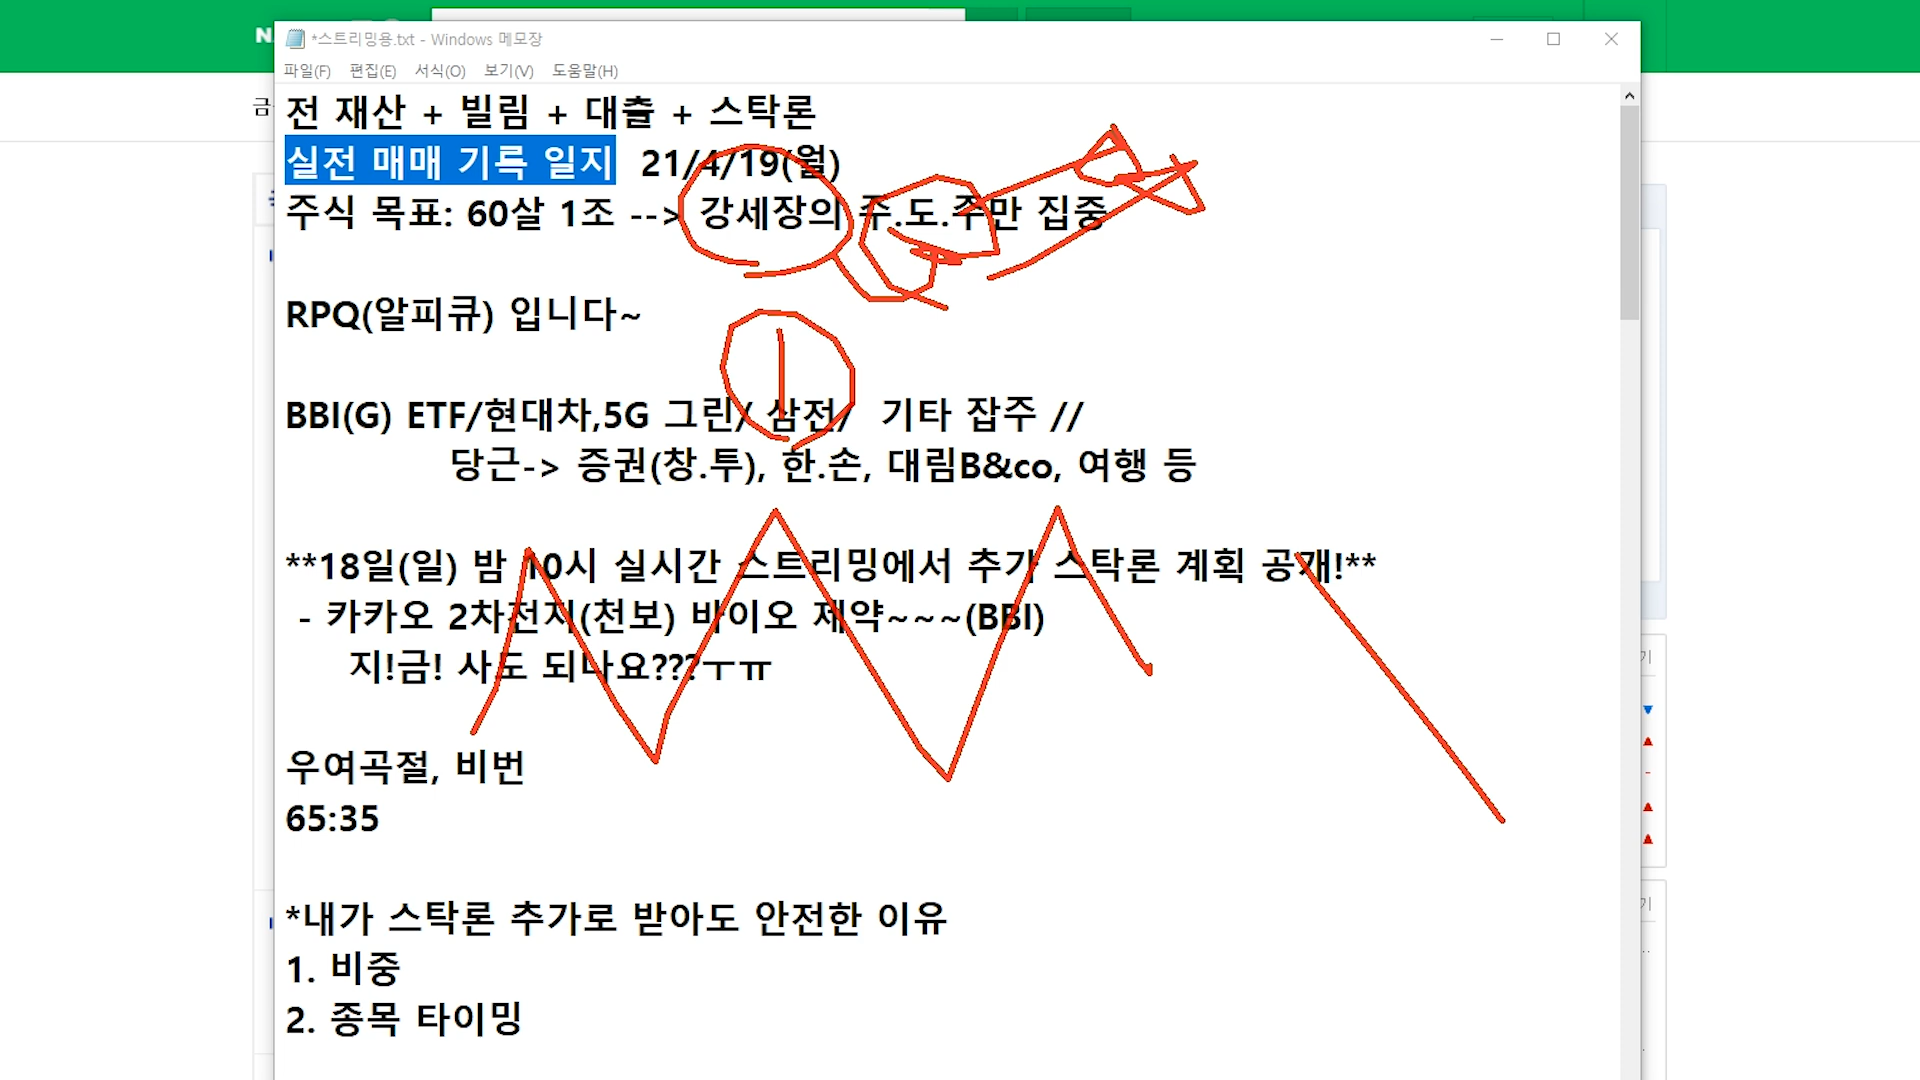 *스트리밍용.txt - Windows 메모장
파일(F) 편집(E) 서식(O) 보기(V) 도움말(H)
전 재산 + 빌림 + 대출 + 스탁론
실전 매매 기륵 일지 21/4/19(월)
주식 목표: 60살 1조 --> 강세장의 주.도.주만 집중
RPQ(알피큐) 입니다~
BBI(G) ETF/현대차,5G 그린/ 삼전/ 기타 잡주 //
당근-> 증권(창.투), 한.손, 대림B&co, 여행 등
**18일(일) 밤 10시 실시간 스트리밍에서 추가 스탁론 계획 공개!**
- 카카오 2차전지(천보) 바이오 제약~~~(BBI)
지!금! 사도 되나요???ㅜㅠ
우여곡절, 비번
65:35
*내가 스탁론 추가로 받아도 안전한 이유
1. 비중
2. 종목 타이밍